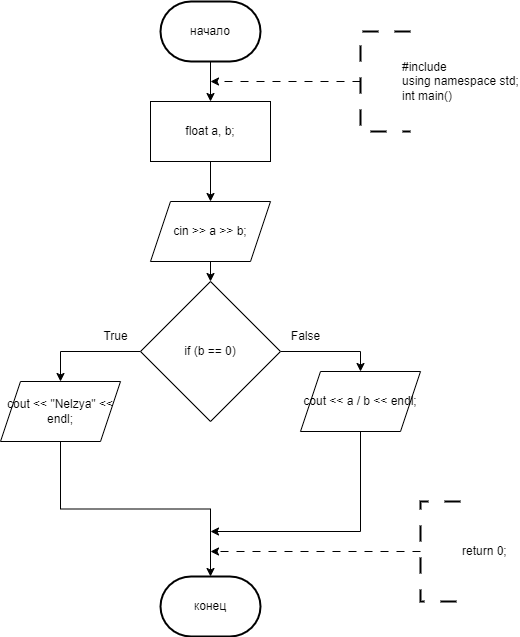 начало
#include
using namespace std;
int main()
float a, b;
cin >> a >> b;
True
False
if (b == 0)
cout << "Nelzya" <<
endl;
cout << a / b << endl;
return 0;
конец